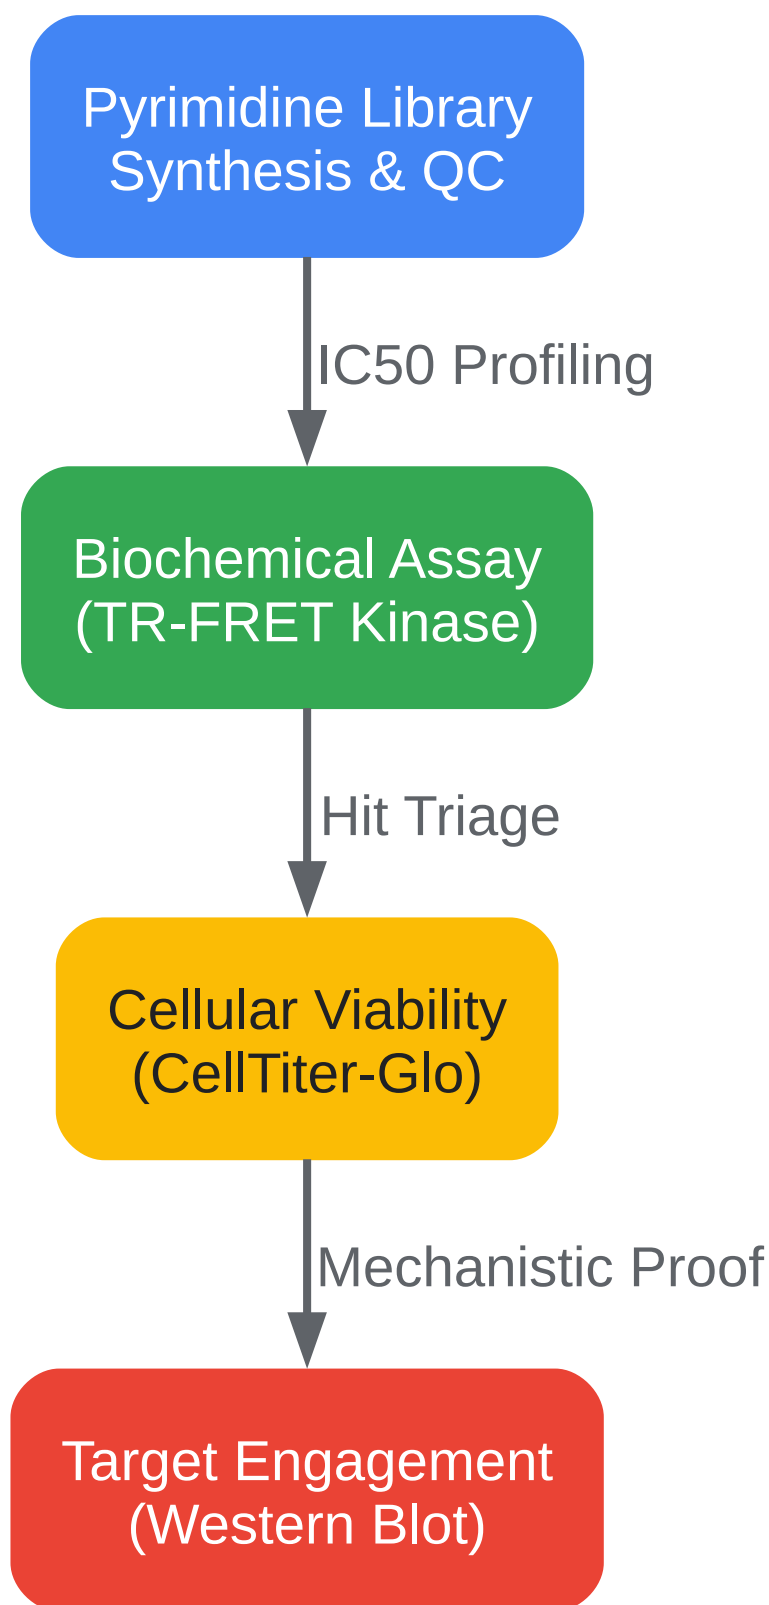 Pyrimidine Library
Synthesis & QC
IC50 Profiling
Biochemical Assay
(TR-FRET Kinase)
Hit Triage
Cellular Viability
(CellTiter-Glo)
Mechanistic Proof
Target Engagement
(Western Blot)